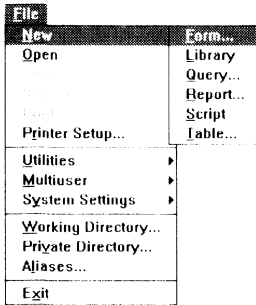 File
New
Open
Printer Setup...
Utilities
Multiuser
System Settings
Working Directory...
Private Directory...
Aliases...
Exit
Form...
Library
Query...
Report...
Script
Table...